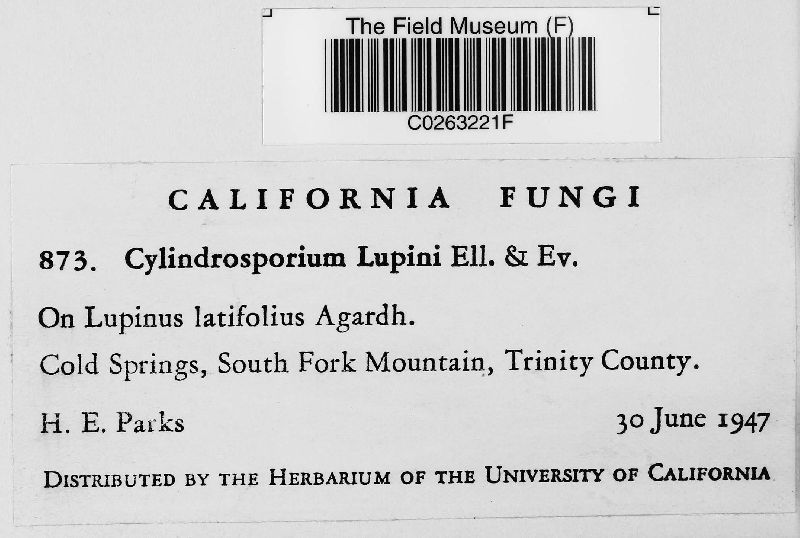 The Field Museum (F)
C0263221F
CALIFORNIA FUNGI
873. Cylindrosporium Lupini Ell. & Ev.
On Lupinus latifolius Agardh.
Cold Springs, South Fork Mountain, Trinity County.
H. E. Parks 30 June 1947
DISTRIBUTED BY THE HERBARIUM OF THE UNIVERSITY OF CALIFORNIA